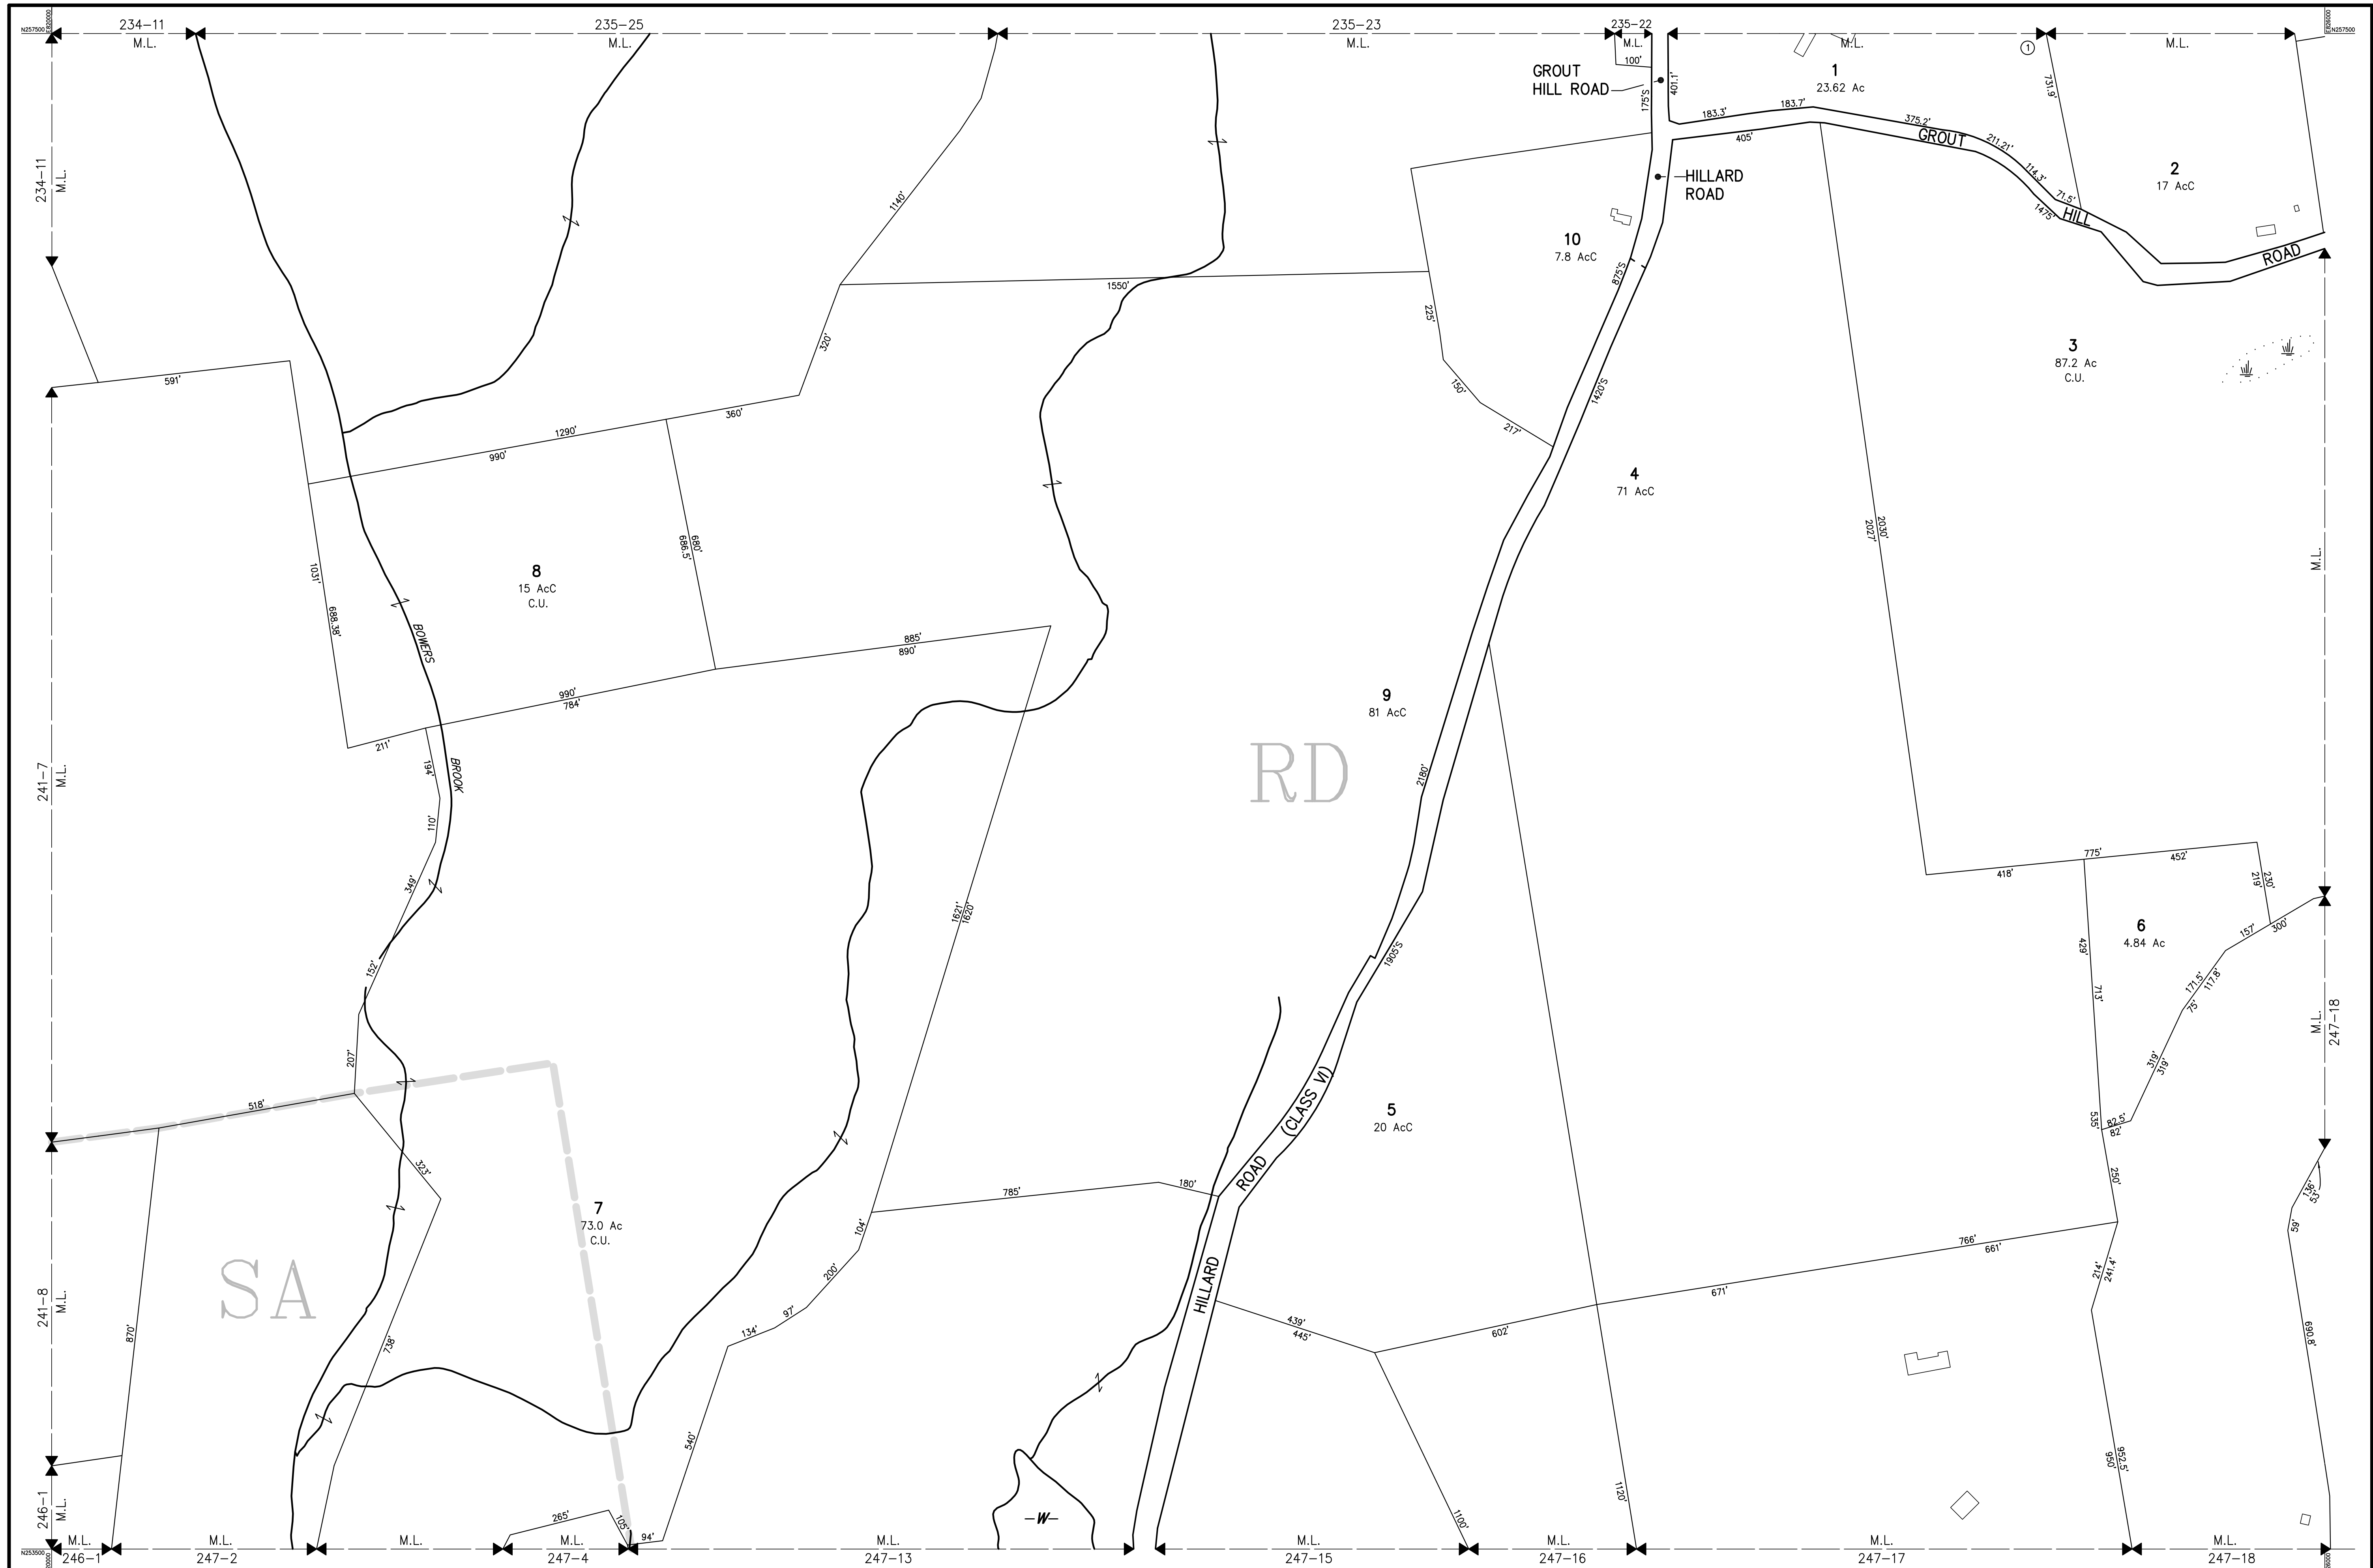 234-11
235-25
235-23
235-22
N257500
E820000
M.L.
M.L.
M.L.
M.L.
M.L.
M.L.
N257500
1
100'
GROUT
HILL ROAD
175'S
401.1'
1
23.62 Ac
731.9'
183.3'
183.7'
375.2'
211.21'
114.3'
71.5'
405'
1475'
GROUT
HILL
ROAD
2
17 AcC
HILLARD
ROAD
234-11
M.L.
1140'
10
7.8 AcC
875'S
1550'
225'
320'
150'
217'
1420'S
3
87.2 Ac
C.U.
591'
360'
1290'
990'
4
71 AcC
2030'
2027'
M.L.
680'
686.5'
8
15 AcC
C.U.
1031'
688.38'
BOWERS
BROOK
885'
890'
990'
784'
211'
194'
110'
349'
152'
207'
9
81 AcC
RD
2180'
241-7
M.L.
775'
452'
418'
230'
219'
6
4.84 Ac
157'
300'
429'
713'
171.5'
117.8'
75'
319'
319'
535'
82.5'
82'
250'
M.L.
247-18
1621'
1620'
1905'S
518'
323'
(CLASS VI)
ROAD
HILLARD
5
20 AcC
785'
180'
104'
200'
97'
134'
540'
7
73.0 Ac
C.U.
SA
870'
738'
241-8
M.L.
136'
53'
59'
766'
661'
671'
214'
241.4'
439'
445'
602'
690.8'
952.5'
950'
1120'
1100'
246-1
M.L.
265'
105'
94'
-W-
N253500
M.L.
M.L.
M.L.
M.L.
M.L.
M.L.
M.L.
M.L.
M.L.
246-1
247-2
247-4
247-13
247-15
247-16
247-17
247-18